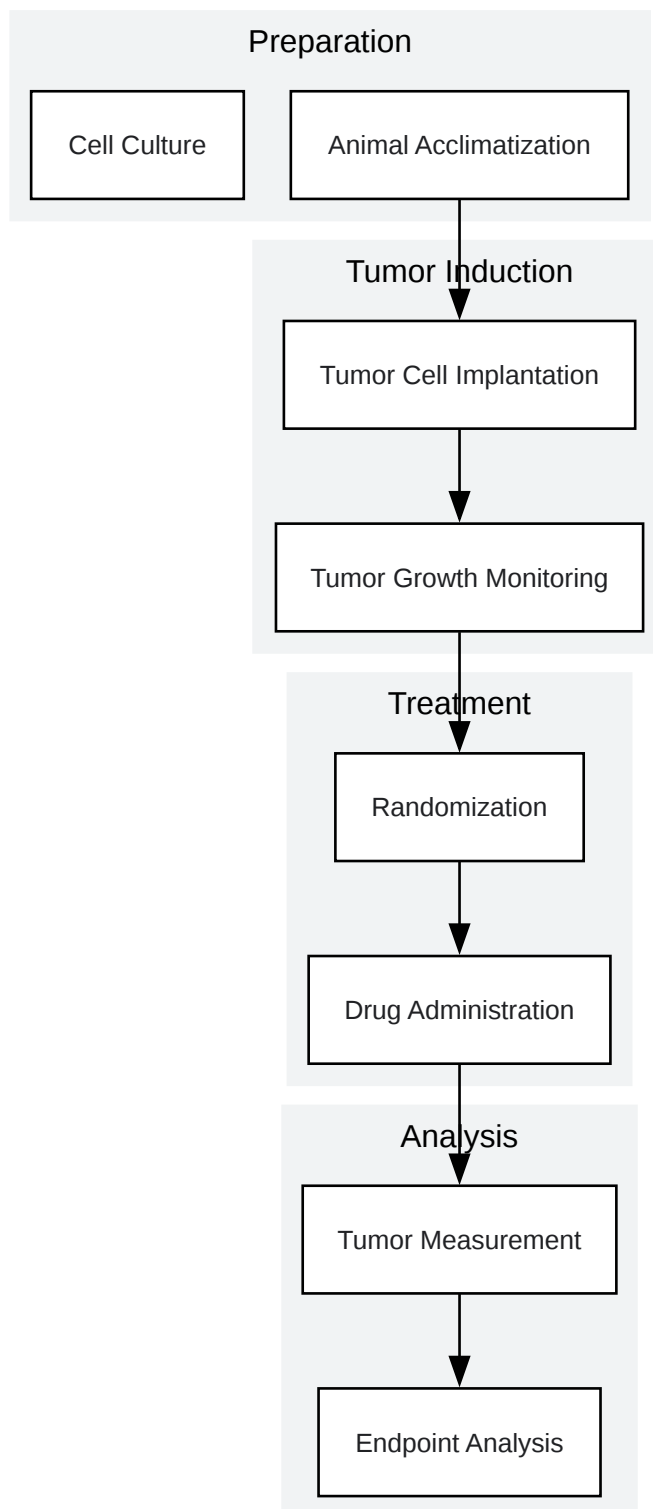 Preparation
Cell Culture
Animal Acclimatization
Tumor Induction
Tumor Cell Implantation
Tumor Growth Monitoring
Treatment
Randomization
Drug Administration
Analysis
Tumor Measurement
Endpoint Analysis